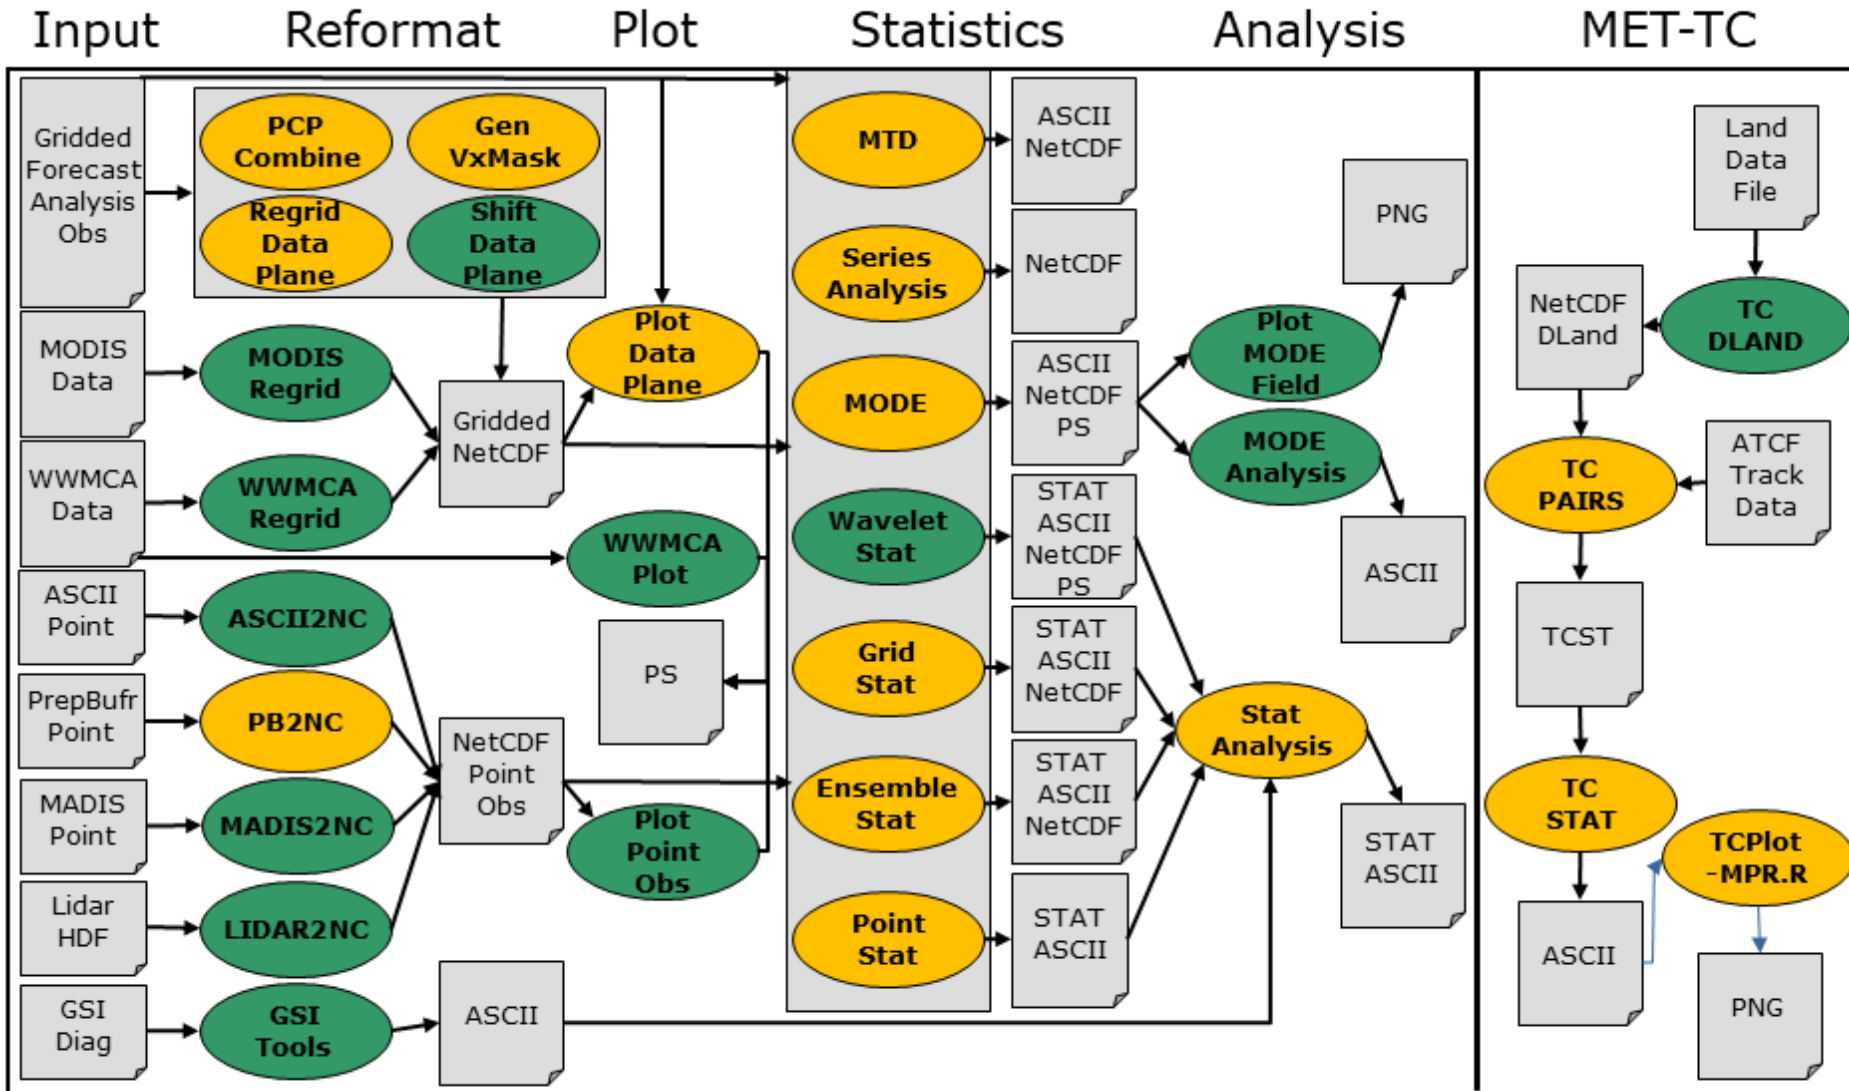 Input
Reformat
Plot
Statistics
Analysis
MET-TC
Gridded
Forecast
Analysis
Obs
PCP
Combine
Gen
VxMask
Regrid
Data
Plane
Shift
Data
Plane
MODIS
Data
MODIS
Regrid
WWMCA
Data
WWMCA
Regrid
Gridded
NetCDF
Plot
Data
Plane
WWMCA
Plot
ASCII
Point
ASCII2NC
PrepBufr
Point
PB2NC
MADIS
Point
MADIS2NC
Lidar
HDF
LIDAR2NC
GSI
Diag
GSI
Tools
NetCDF
Point
Obs
ASCII
PS
Plot
Point
Obs
MTD
ASCII
NetCDF
Series
Analysis
NetCDF
MODE
ASCII
NetCDF
PS
Wavelet
Stat
STAT
ASCII
NetCDF
PS
Grid
Stat
STAT
ASCII
NetCDF
Ensemble
Stat
STAT
ASCII
NetCDF
Point
Stat
STAT
ASCII
Plot
MODE
Field
PNG
MODE
Analysis
ASCII
Stat
Analysis
STAT
ASCII
Land
Data
File
TC
DLAND
NetCDF
DLand
TC
PAIRS
ATCF
Track
Data
TCST
TC
STAT
TCPlot
-MPR.R
ASCII
PNG